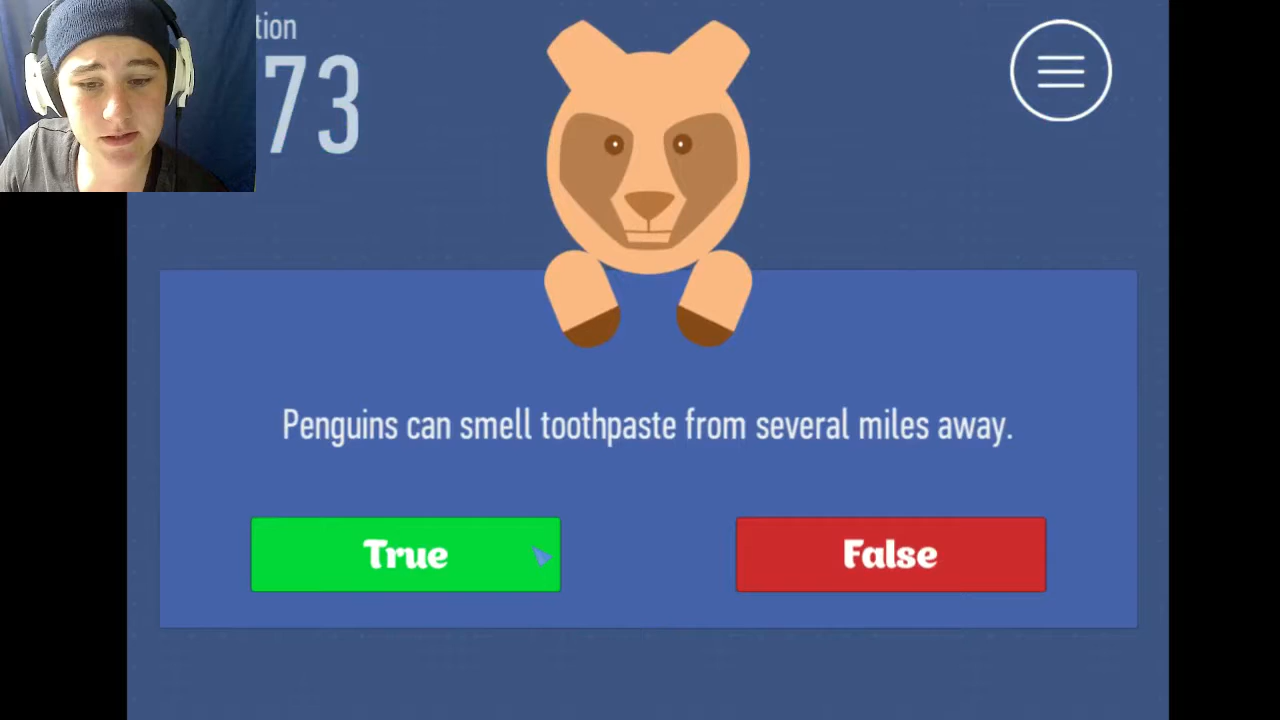 tion
73
Penguins can smell toothpaste from several miles away.
True
False